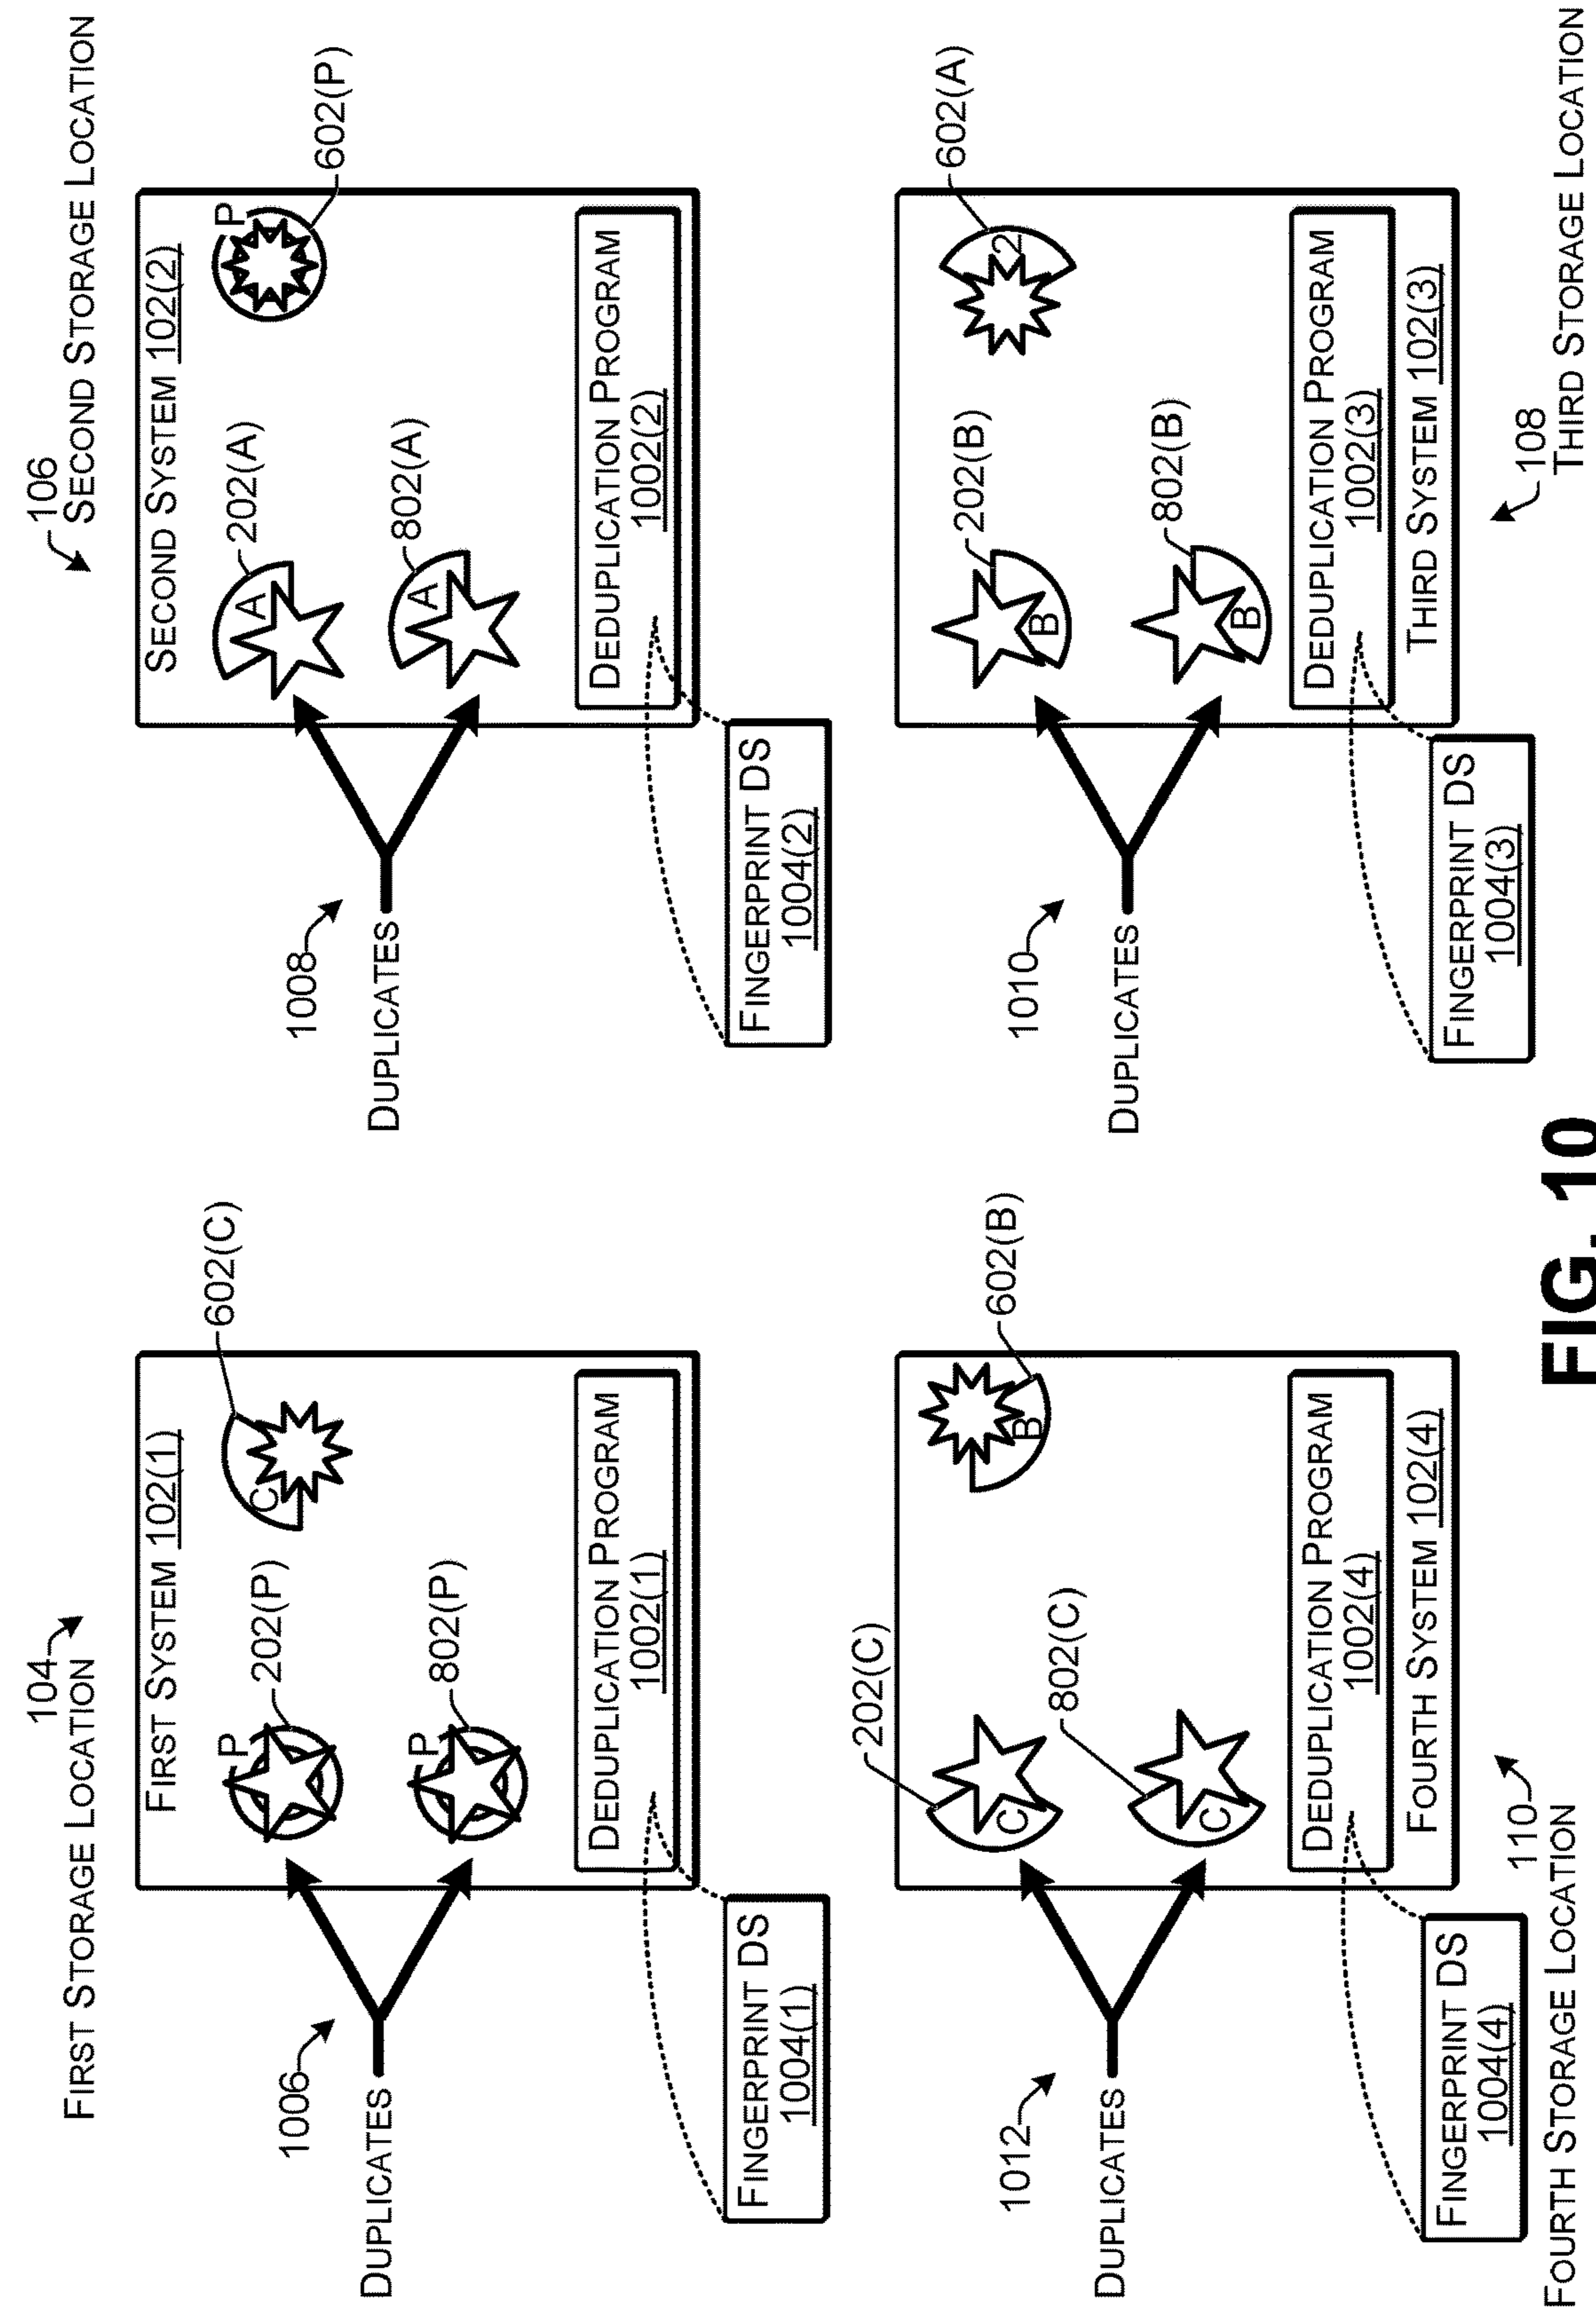 104
FIRST STORAGE LOCATION
FIRST SYSTEM 102(1)
P
202(P)
C
602(C)
P
802(P)
1006
DUPLICATES
DEDUPLICATION PROGRAM
1002(1)
FINGERPRINT DS
1004(1)
106
SECOND STORAGE LOCATION
SECOND SYSTEM 102(2)
A
202(A)
P
602(P)
A
802(A)
1008
DUPLICATES
DEDUPLICATION PROGRAM
1002(2)
FINGERPRINT DS
1004(2)
202(C)
C
B
602(B)
802(C)
C
1012
DUPLICATES
DEDUPLICATION PROGRAM
1002(4)
FOURTH SYSTEM 102(4)
FINGERPRINT DS
1004(4)
110
FOURTH STORAGE LOCATION
B
202(B)
2
602(A)
B
802(B)
1010
DUPLICATES
DEDUPLICATION PROGRAM
1002(3)
THIRD SYSTEM 102(3)
FINGERPRINT DS
1004(3)
108
THIRD STORAGE LOCATION
FIG. 10